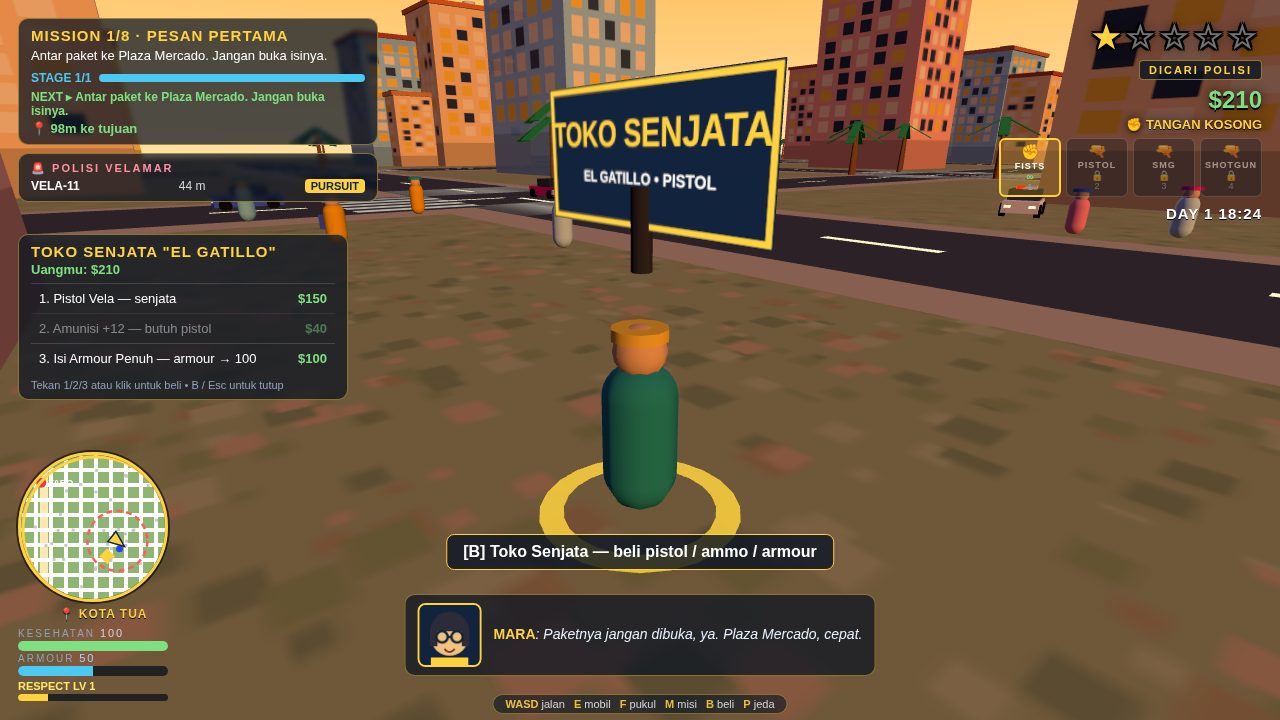 MISSION 1/8 · PESAN PERTAMA
Antar paket ke Plaza Mercado. Jangan buka isinya.
STAGE 1/1
NEXT ▸ Antar paket ke Plaza Mercado. Jangan buka
isinya.
98m ke tujuan
POLISI VELAMAR
VELA-11 44 m PURSUIT
TOKO SENJATA "EL GATILLO"
Uangmu: $210
1. Pistol Vela — senjata $150
2. Amunisi +12 — butuh pistol $40
3. Isi Armour Penuh — armour → 100 $100
Tekan 1/2/3 atau klik untuk beli • B / Esc untuk tutup
TOKO SENJATA
EL GATILLO • PISTOL
DICARI POLISI
$210
TANGAN KOSONG
FISTS
∞
PISTOL
2
SMG
3
SHOTGUN
4
DAY 1 18:24
KOTA TUA
KESEHATAN 100
ARMOUR 50
RESPECT LV 1
[B] Toko Senjata — beli pistol / ammo / armour
MARA: Paketnya jangan dibuka, ya. Plaza Mercado, cepat.
WASD jalan E mobil F pukul M misi B beli P jeda